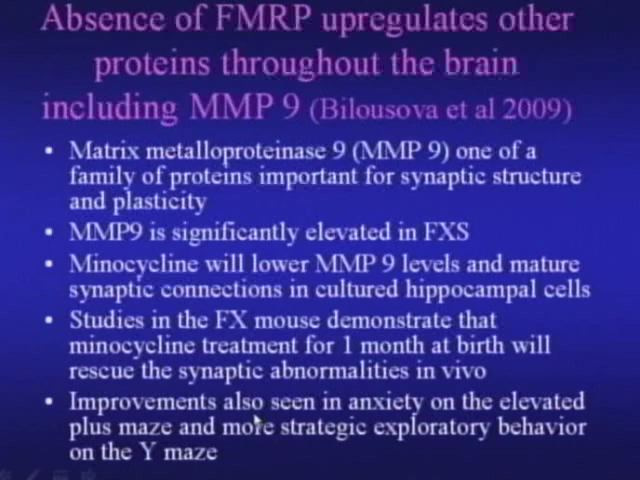 Absence of FMRP upregulates other
proteins throughout the brain
including MMP 9 (Bilousova et al 2009)
• Matrix metalloproteinase 9 (MMP 9) one of a
family of proteins important for synaptic structure
and plasticity
• MMP9 is significantly elevated in FXS
• Minocycline will lower MMP 9 levels and mature
synaptic connections in cultured hippocampal cells
• Studies in the FX mouse demonstrate that
minocycline treatment for 1 month at birth will
rescue the synaptic abnormalities in vivo
• Improvements also seen in anxiety on the elevated
plus maze and more strategic exploratory behavior
on the Y maze